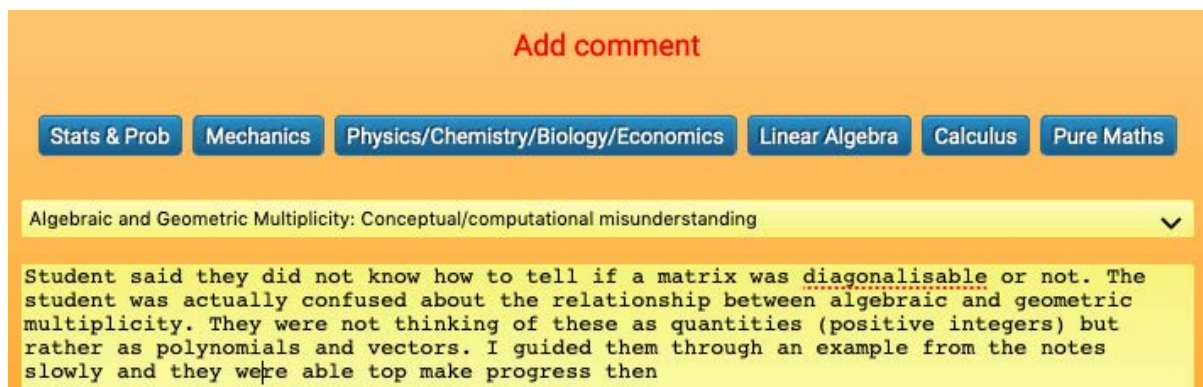 Add comment
Stats & Prob Mechanics Physics/Chemistry/Biology/Economics Linear Algebra Calculus Pure Maths
Algebraic and Geometric Multiplicity: Conceptual/computational misunderstanding
Student said they did not know how to tell if a matrix was diagonalisable or not. The
student was actually confused about the relationship between algebraic and geometric
multiplicity. They were not thinking of these as quantities (positive integers) but
rather as polynomials and vectors. I guided them through an example from the notes
slowly and they were able top make progress then